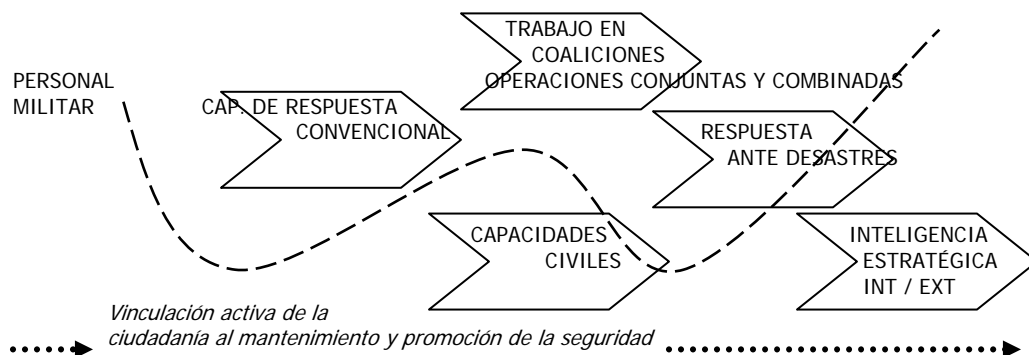 PERSONAL
MILITAR
CAP. DE RESPUESTA
CONVENCIONAL
TRABAJO EN
COALICIONES
OPERACIONES CONJUNTAS Y COMBINADAS
RESPUESTA
ANTE DESASTRES
CAPACIDADES
CIVILES
INTELIGENCIA
ESTRATÉGICA
INT / EXT
Vinculación activa de la
ciudadanía al mantenimiento y promoción de la seguridad